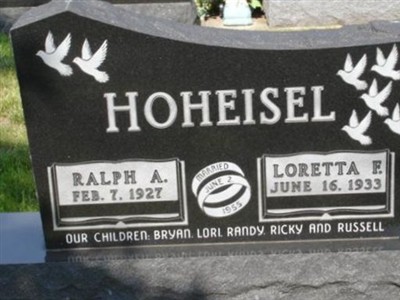 HOHEISEL
RALPH A.
FEB. 7. 1927
MARRIED
JUNE 2.
1955
LORETTA F.
JUNE 16. 1933
OUR CHILDREN: BRYAN, LORI, RANDY, RICKY AND RUSSELL